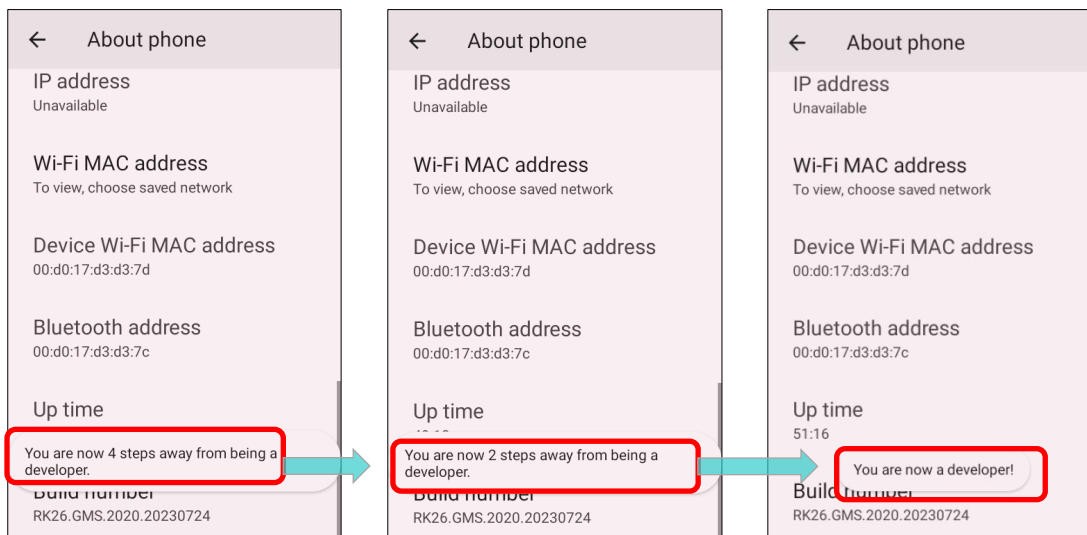 About phone
IP address
Unavailable
Wi-Fi MAC address
To view, choose saved network
Device Wi-Fi MAC address
00:d0:17:d3:d3:7d
Bluetooth address
00:d0:17:d3:d3:7c
Up time
You are now 4 steps away from being a
developer.
Build number
RK26.GMS.2020.20230724
About phone
IP address
Unavailable
Wi-Fi MAC address
To view, choose saved network
Device Wi-Fi MAC address
00:d0:17:d3:d3:7d
Bluetooth address
00:d0:17:d3:d3:7c
Up time
You are now 2 steps away from being a
developer.
Build number
RK26.GMS.2020.20230724
About phone
IP address
Unavailable
Wi-Fi MAC address
To view, choose saved network
Device Wi-Fi MAC address
00:d0:17:d3:d3:7d
Bluetooth address
00:d0:17:d3:d3:7c
Up time
51:16
You are now a developer!
Build number
RK26.GMS.2020.20230724